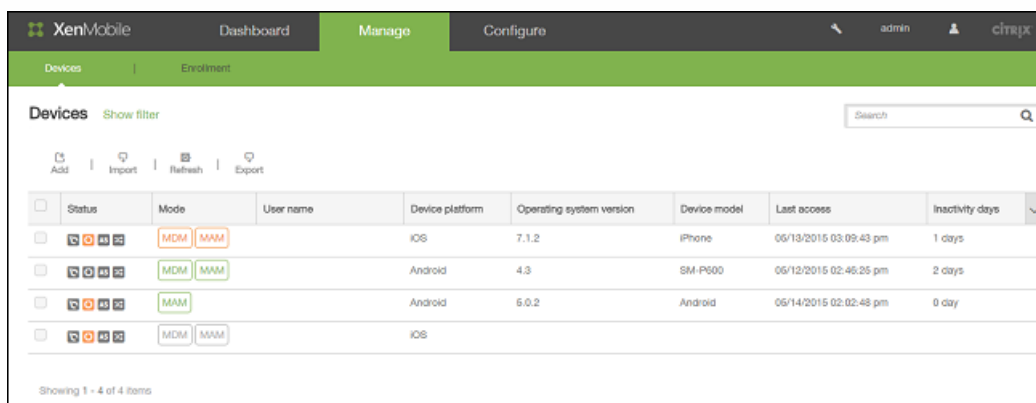 XenMobile Dashboard Manage Configure admin CITRIX
Devices | Enrollment
Devices Show filter Search
Add | Import | Refresh | Export
Status Mode User name Device platform Operating system version Device model Last access Inactivity days
MDM MAM iOS 7.1.2 iPhone 05/13/2015 03:09:43 pm 1 days
MDM MAM Android 4.3 SM-P600 05/12/2015 02:46:25 pm 2 days
MAM Android 5.0.2 Android 05/14/2015 02:02:48 pm 0 day
MDM MAM iOS
Showing 1 - 4 of 4 items